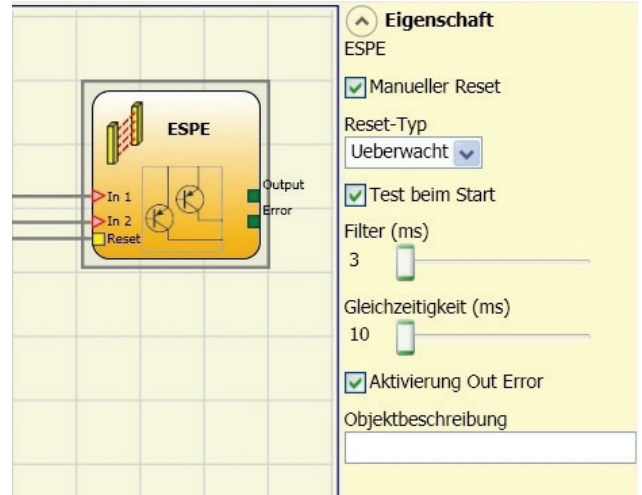 ESPE
In 1
In 2
Reset
Output
Error
Eigenschaft
ESPE
Manueller Reset
Reset-Typ
Ueberwacht
Test beim Start
Filter (ms)
3
Gleichzeitigkeit (ms)
10
Aktivierung Out Error
Objektbeschreibung